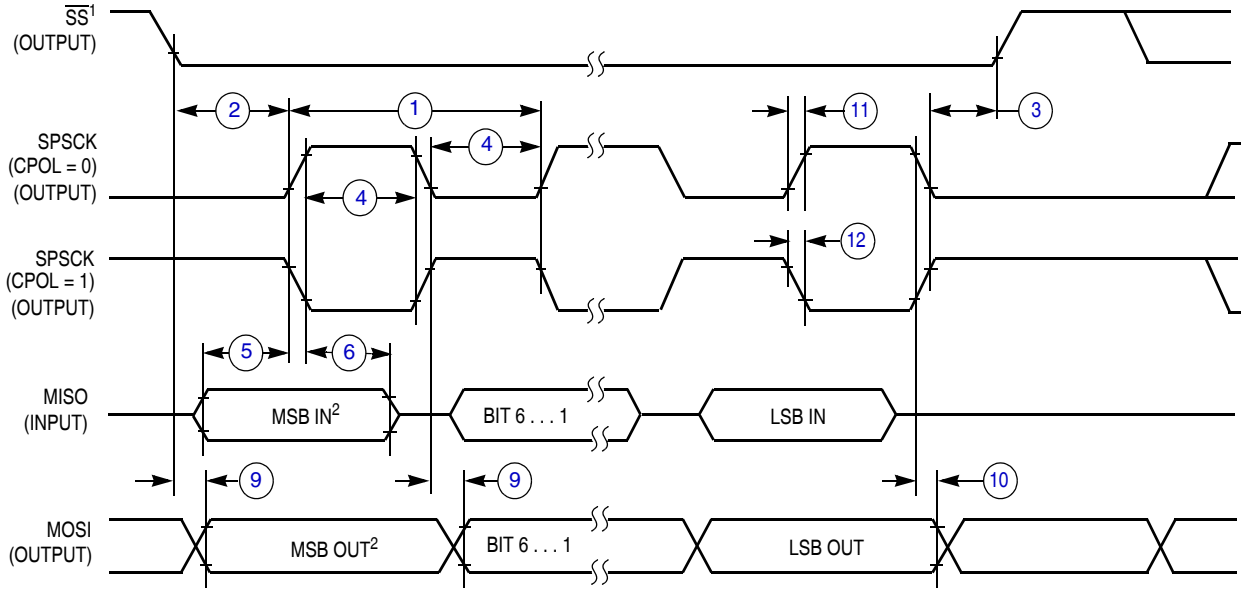 SS1
(OUTPUT)
2
1
11
3
SPSCK
(CPOL = 0)
(OUTPUT)
4
4
12
SPSCK
(CPOL = 1)
(OUTPUT)
5
6
MISO
(INPUT)
MSB IN2
BIT 6 . . . 1
LSB IN
9
9
10
MOSI
(OUTPUT)
MSB OUT2
BIT 6 . . . 1
LSB OUT